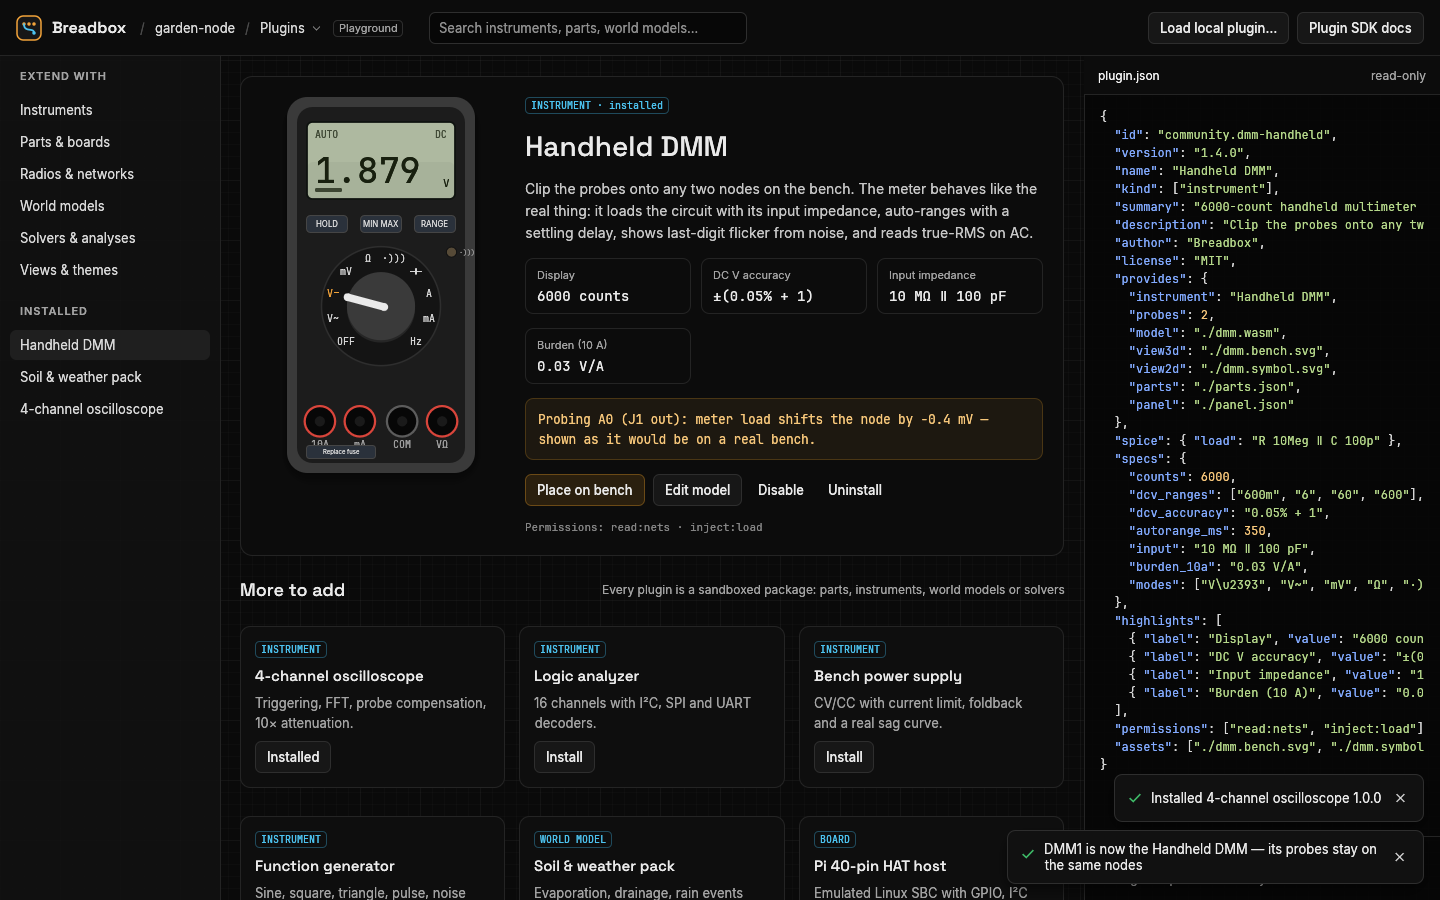 Breadbox / garden-node / Plugins Playground
Search instruments, parts, world models...
Load local plugin...
Plugin SDK docs
EXTEND WITH
Instruments
Parts & boards
Radios & networks
World models
Solvers & analyses
Views & themes
INSTALLED
Handheld DMM
Soil & weather pack
4-channel oscilloscope
AUTO DC
1.879 V
HOLD MIN MAX RANGE
Ω ·)))
mV
V⎓ A
V~ mA
OFF Hz
·)))
10A mA COM VΩ
Replace fuse
INSTRUMENT · installed
Handheld DMM
Clip the probes onto any two nodes on the bench. The meter behaves like the
real thing: it loads the circuit with its input impedance, auto-ranges with a
settling delay, shows last-digit flicker from noise, and reads true-RMS on AC.
Display
6000 counts
DC V accuracy
±(0.05% + 1)
Input impedance
10 MΩ ∥ 100 pF
Burden (10 A)
0.03 V/A
Probing A0 (J1 out): meter load shifts the node by -0.4 mV —
shown as it would be on a real bench.
Place on bench
Edit model
Disable
Uninstall
Permissions: read:nets · inject:load
More to add
Every plugin is a sandboxed package: parts, instruments, world models or solvers
INSTRUMENT
4-channel oscilloscope
Triggering, FFT, probe compensation,
10× attenuation.
Installed
INSTRUMENT
Logic analyzer
16 channels with I²C, SPI and UART
decoders.
Install
INSTRUMENT
Bench power supply
CV/CC with current limit, foldback
and a real sag curve.
Install
INSTRUMENT
Function generator
Sine, square, triangle, pulse, noise
WORLD MODEL
Soil & weather pack
Evaporation, drainage, rain events
BOARD
Pi 40-pin HAT host
Emulated Linux SBC with GPIO, I²C
plugin.json
read-only
{
"id": "community.dmm-handheld",
"version": "1.4.0",
"name": "Handheld DMM",
"kind": ["instrument"],
"summary": "6000-count handheld multimeter
"description": "Clip the probes onto any tw
"author": "Breadbox",
"license": "MIT",
"provides": {
"instrument": "Handheld DMM",
"probes": 2,
"model": "./dmm.wasm",
"view3d": "./dmm.bench.svg",
"view2d": "./dmm.symbol.svg",
"parts": "./parts.json",
"panel": "./panel.json"
},
"spice": { "load": "R 10Meg ∥ C 100p" },
"specs": {
"counts": 6000,
"dcv_ranges": ["600m", "6", "60", "600"],
"dcv_accuracy": "0.05% + 1",
"autorange_ms": 350,
"input": "10 MΩ ∥ 100 pF",
"burden_10a": "0.03 V/A",
"modes": ["V\u2393", "V~", "mV", "Ω", "·)
},
"highlights": [
{ "label": "Display", "value": "6000 coun
{ "label": "DC V accuracy", "value": "±(0
{ "label": "Input impedance", "value": "1
{ "label": "Burden (10 A)", "value": "0.0
],
"permissions": ["read:nets", "inject:load"]
"assets": ["./dmm.bench.svg", "./dmm.symbol
}
Installed 4-channel oscilloscope 1.0.0
DMM1 is now the Handheld DMM — its probes stay on
the same nodes